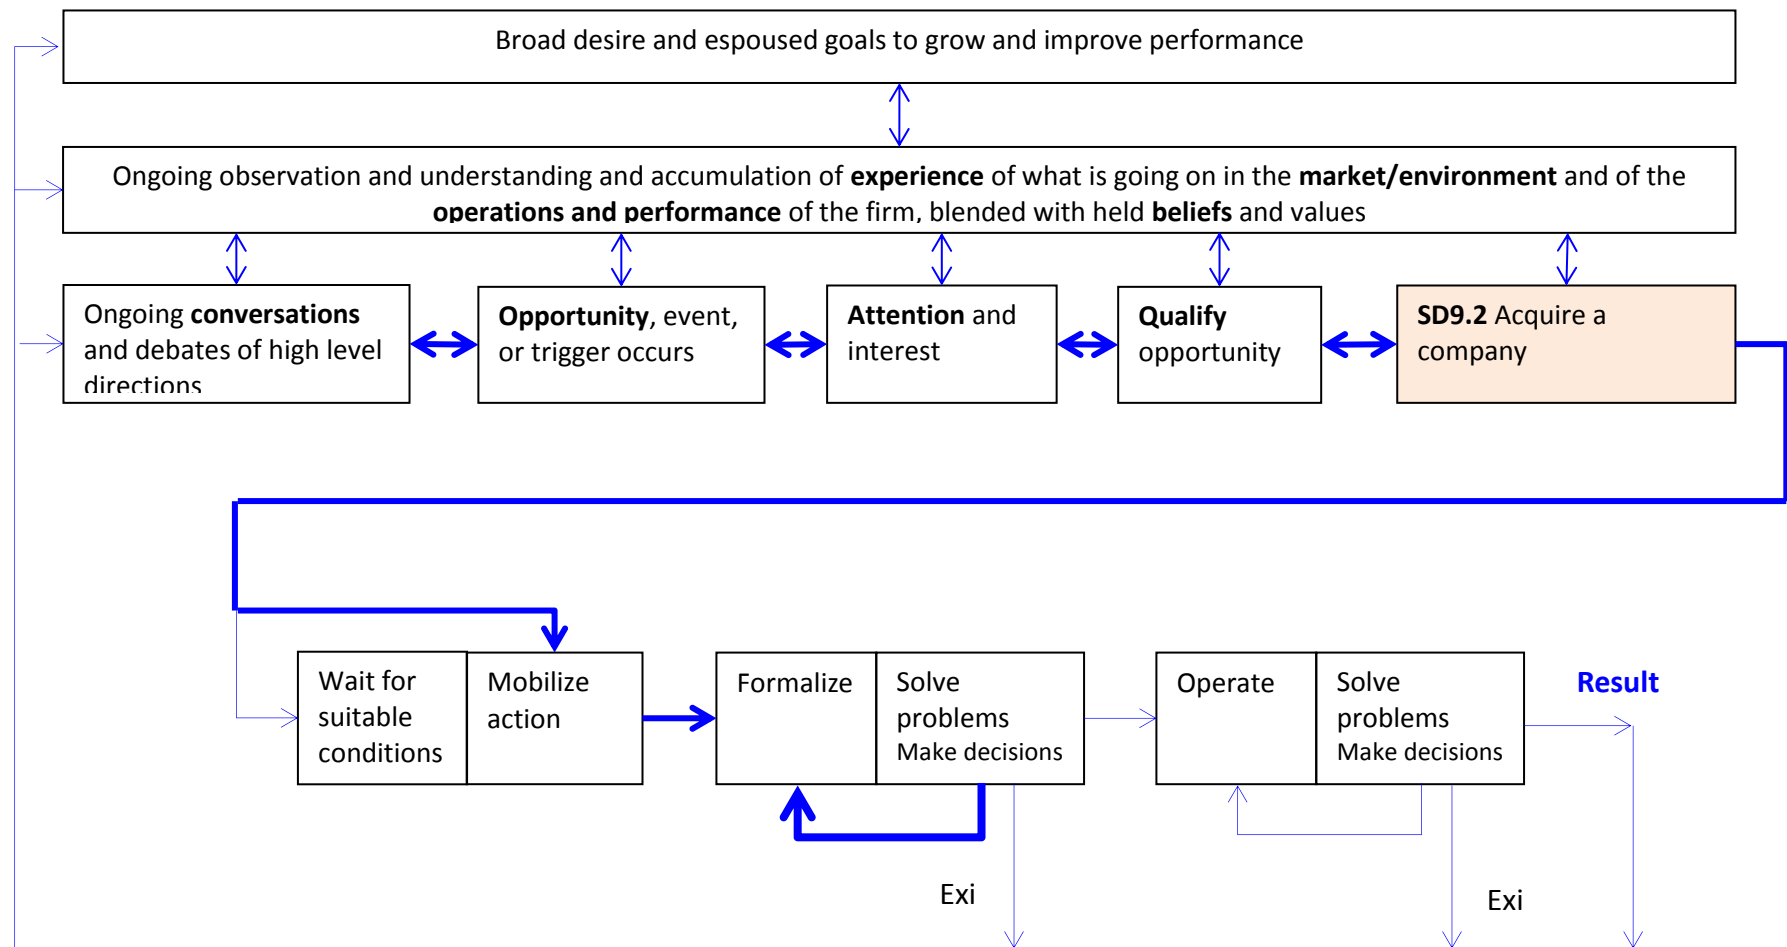 Broad desire and espoused goals to grow and improve performance
Ongoing observation and understanding and accumulation of experience of what is going on in the market/environment and of the
operations and performance of the firm, blended with held beliefs and values
Ongoing conversations
and debates of high level
directions
Opportunity, event,
or trigger occurs
Attention and
interest
Qualify
opportunity
SD9.2 Acquire a
company
Wait for
suitable
conditions
Mobilize
action
Formalize
Solve
problems
Make decisions
Operate
Solve
problems
Make decisions
Result
Exi
Exi